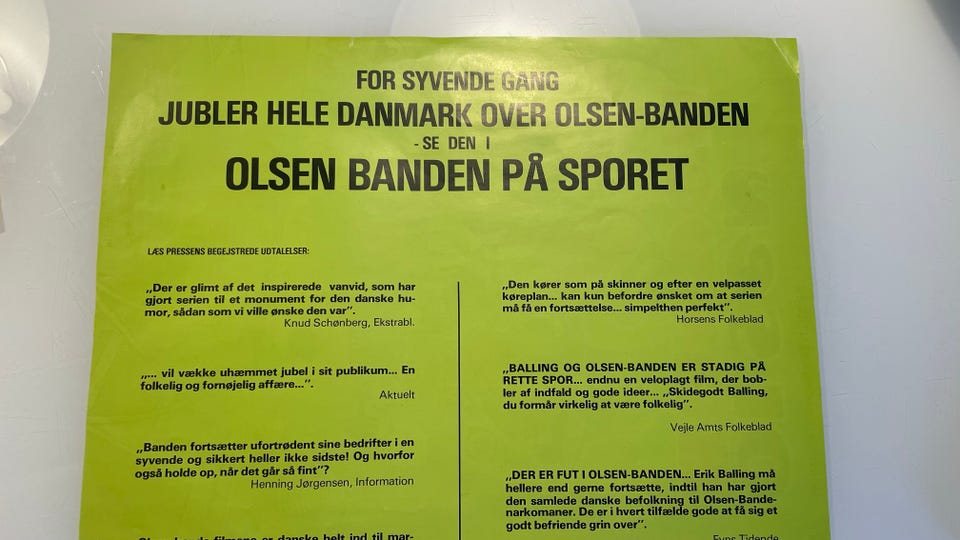 FOR SYVENDE GANG
JUBLER HELE DANMARK OVER OLSEN-BANDEN
- SE DEN I
OLSEN BANDEN PÅ SPORET
LÆS PRESSENS BEGEJSTREDE UDTALELSER:
„Der er glimt af det inspirerede vanvid, som har
gjort serien til et monument for den danske hu-
mor, sådan som vi ville ønske den var”.
Knud Schønberg, Ekstrabl.
„... vil vække uhæmmet jubel i sit publikum... En
folkelig og fornøjelig affære...”.
Aktuelt
„Banden fortsætter ufortrødent sine bedrifter i en
syvende og sikkert heller ikke sidste! Og hvorfor
også holde op, når det går så fint”?
Henning Jørgensen, Information
filmene er danske helt ind til mar-
„Den kører som på skinner og efter en velpasset
køreplan... kan kun befordre ønsket om at serien
må få en fortsættelse... simpelthen perfekt”.
Horsens Folkeblad
„BALLING OG OLSEN-BANDEN ER STADIG PÅ
RETTE SPOR... endnu en veloplagt film, der bob-
ler af indfald og gode ideer... „Skidegodt Balling,
du formår virkelig at være folkelig”.
Vejle Amts Folkeblad
„DER ER FUT I OLSEN-BANDEN... Erik Balling må
hellere end gerne fortsætte, indtil han har gjort
den samlede danske befolkning til Olsen-Bande-
narkomaner. De er i hvert tilfælde gode at få sig et
godt befriende grin over”.
Fyns Tidende